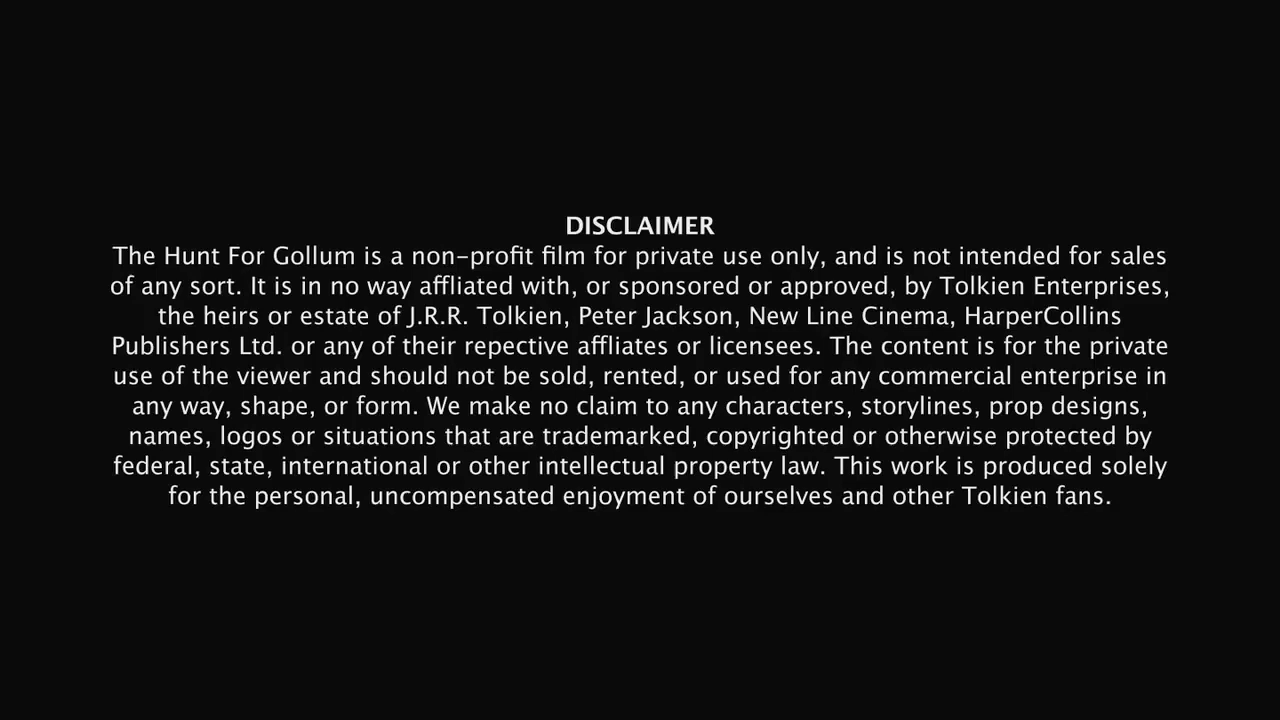 DISCLAIMER
The Hunt For Gollum is a non-profit film for private use only, and is not intended for sales
of any sort. It is in no way affliated with, or sponsored or approved, by Tolkien Enterprises,
the heirs or estate of J.R.R. Tolkien, Peter Jackson, New Line Cinema, HarperCollins
Publishers Ltd. or any of their repective affliates or licensees. The content is for the private
use of the viewer and should not be sold, rented, or used for any commercial enterprise in
any way, shape, or form. We make no claim to any characters, storylines, prop designs,
names, logos or situations that are trademarked, copyrighted or otherwise protected by
federal, state, international or other intellectual property law. This work is produced solely
for the personal, uncompensated enjoyment of ourselves and other Tolkien fans.